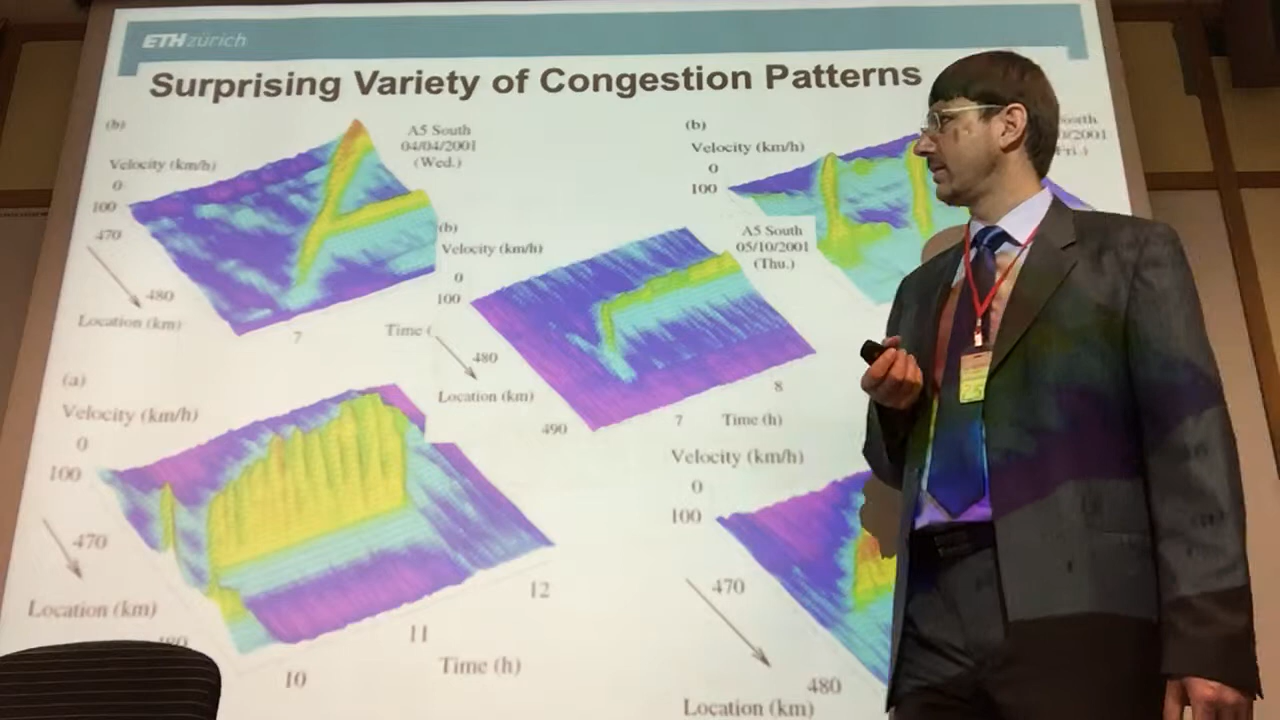 ETH zürich
Surprising Variety of Congestion Patterns
(b)
A5 South
04/04/2001
(Wed.)
Velocity (km/h)
0
100
470
480
Location (km)
7
Time (
(b)
Velocity (km/h)
0
100
A5 South
05/10/2001
(Thu.)
480
Location (km)
490
7
8
Time (h)
(b)
Velocity (km/h)
0
100
(a)
Velocity (km/h)
0
100
470
Location (km)
10
11
12
Time (h)
Velocity (km/h)
0
100
470
480
Location (km)